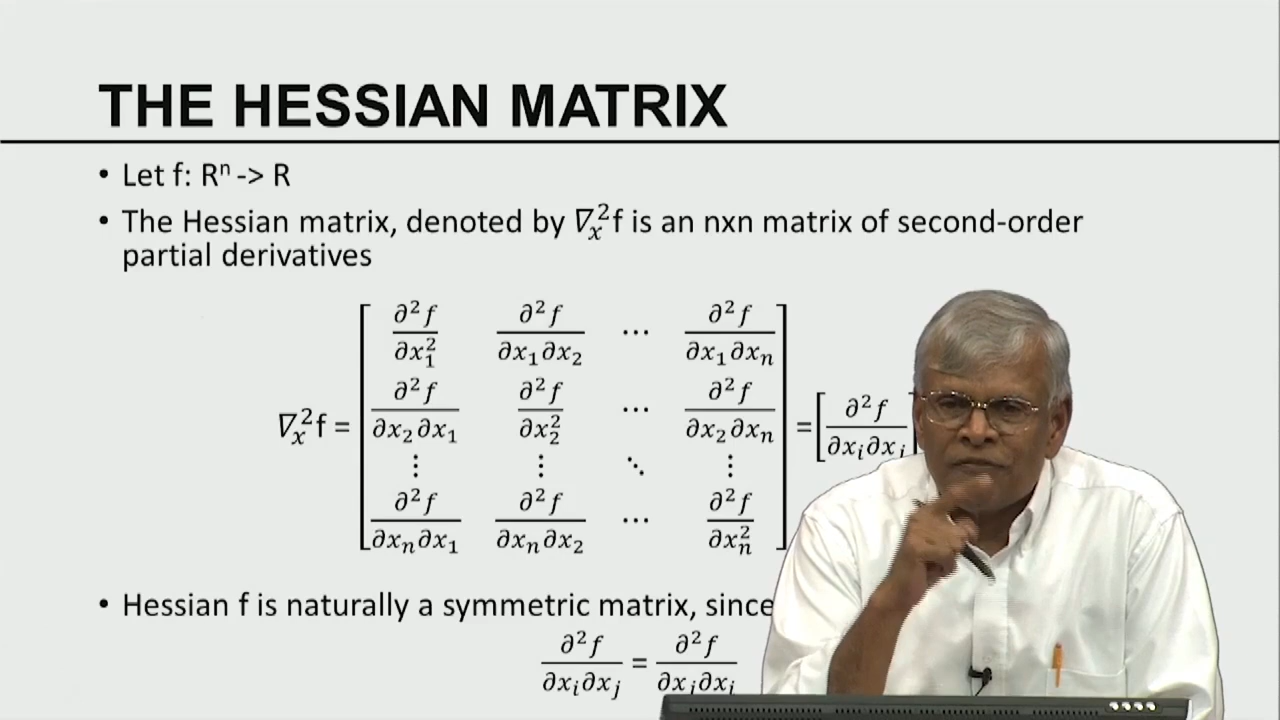 THE HESSIAN MATRIX
• Let f: Rⁿ -> R
• The Hessian matrix, denoted by ∇ₓ²f is an nxn matrix of second-order
partial derivatives
∇ₓ²f = [ ∂²f/∂x₁² ∂²f/∂x₁∂x₂ ⋯ ∂²f/∂x₁∂xₙ
∂²f/∂x₂∂x₁ ∂²f/∂x₂² ⋯ ∂²f/∂x₂∂xₙ
⋮ ⋮ ⋱ ⋮
∂²f/∂xₙ∂x₁ ∂²f/∂xₙ∂x₂ ⋯ ∂²f/∂xₙ² ] = [ ∂²f/∂xᵢ∂xⱼ ]
• Hessian f is naturally a symmetric matrix, since
∂²f/∂xᵢ∂xⱼ = ∂²f/∂xⱼ∂xᵢ